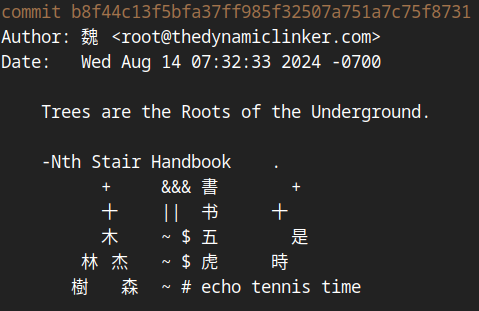 commit b8f44c13f5bfa37ff985f32507a751a7c75f8731
Author: 魏 <root@thedynamiclinker.com>
Date:   Wed Aug 14 07:32:33 2024 -0700

    Trees are the Roots of the Underground.

    -Nth Stair Handbook    .
          +     &&& 書       +
          十    ||  书     十
          木    ~ $ 五       是
        林 杰   ~ $ 虎     時
       樹   森  ~ # echo tennis time